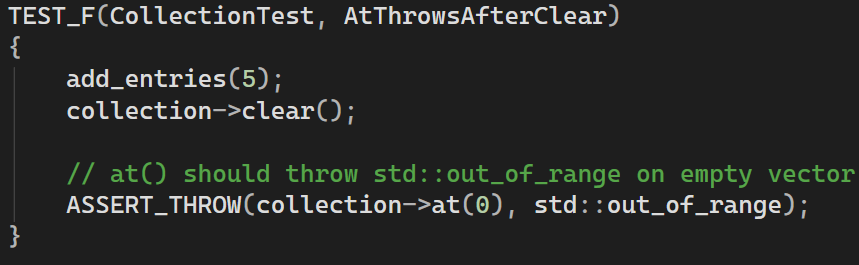 TEST_F(CollectionTest, AtThrowsAfterClear)
{
    add_entries(5);
    collection->clear();

    // at() should throw std::out_of_range on empty vector
    ASSERT_THROW(collection->at(0), std::out_of_range);
}